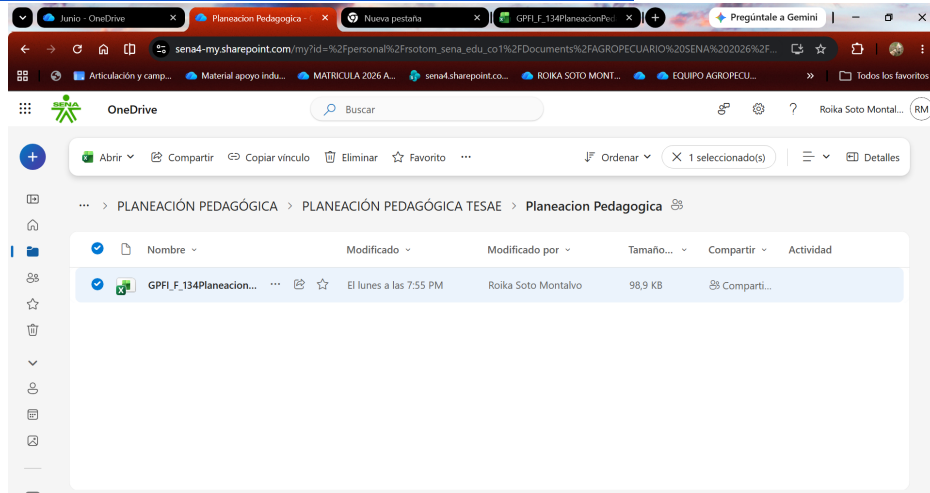 Junio - OneDrive
Planeacion Pedagogica - (
Nueva pestaña
GPFI_F_134PlaneacionPed
Pregúntale a Gemini
sena4-my.sharepoint.com/my?id=%2Fpersonal%2Frsotom_sena_edu_co1%2FDocuments%2FAGROPECUARIO%20SENA%202026%2F...
Articulación y camp...
Material apoyo indu...
MATRICULA 2026 A...
sena4.sharepoint.co...
ROIKA SOTO MONT...
EQUIPO AGROPECU...
Todos los favoritos
SENA
OneDrive
Buscar
Roika Soto Montal...
RM
Abrir
Compartir
Copiar vínculo
Eliminar
Favorito
Ordenar
1 seleccionado(s)
Detalles
... > PLANEACIÓN PEDAGÓGICA > PLANEACIÓN PEDAGÓGICA TESAE > Planeacion Pedagogica
Nombre
Modificado
Modificado por
Tamaño...
Compartir
Actividad
GPFI_F_134Planeacion...
El lunes a las 7:55 PM
Roika Soto Montalvo
98,9 KB
Comparti...